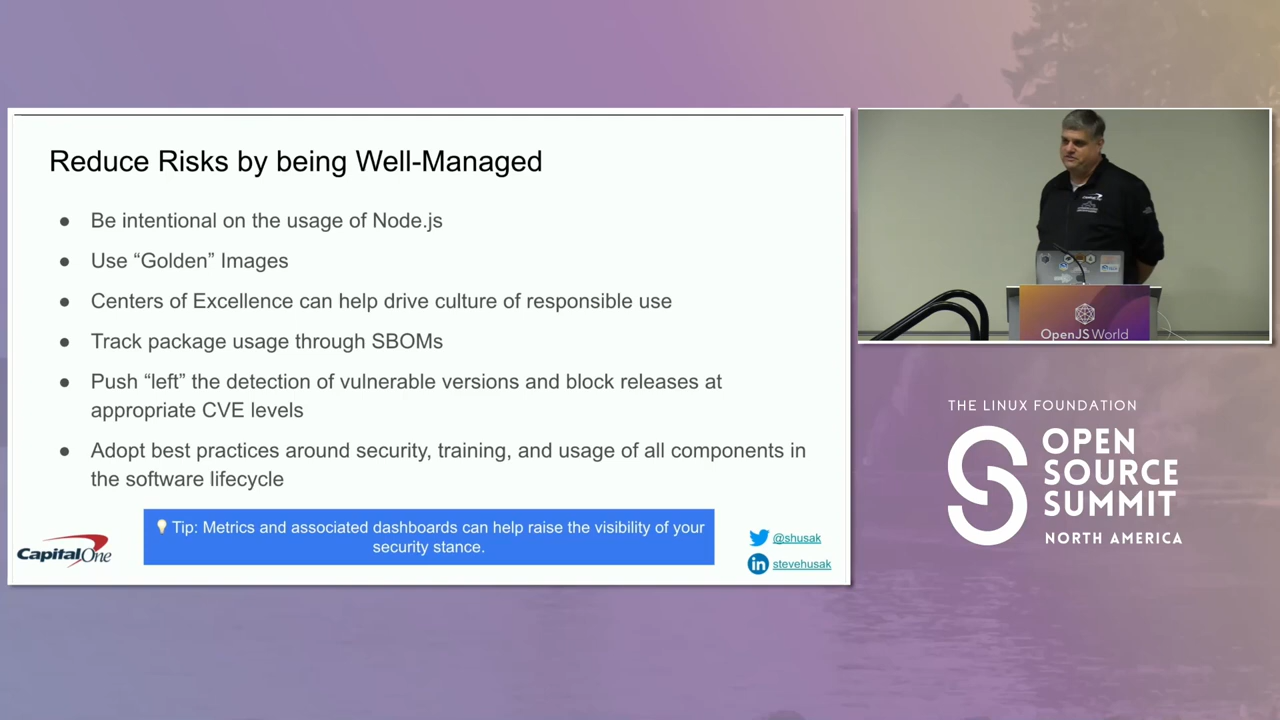 Reduce Risks by being Well-Managed
● Be intentional on the usage of Node.js
● Use “Golden” Images
● Centers of Excellence can help drive culture of responsible use
● Track package usage through SBOMs
● Push “left” the detection of vulnerable versions and block releases at
appropriate CVE levels
● Adopt best practices around security, training, and usage of all components in
the software lifecycle
💡 Tip: Metrics and associated dashboards can help raise the visibility of your
security stance.
CapitalOne
@shusak
in stevehusak
OpenJS World
THE LINUX FOUNDATION
OPEN
SOURCE
SUMMIT
NORTH AMERICA